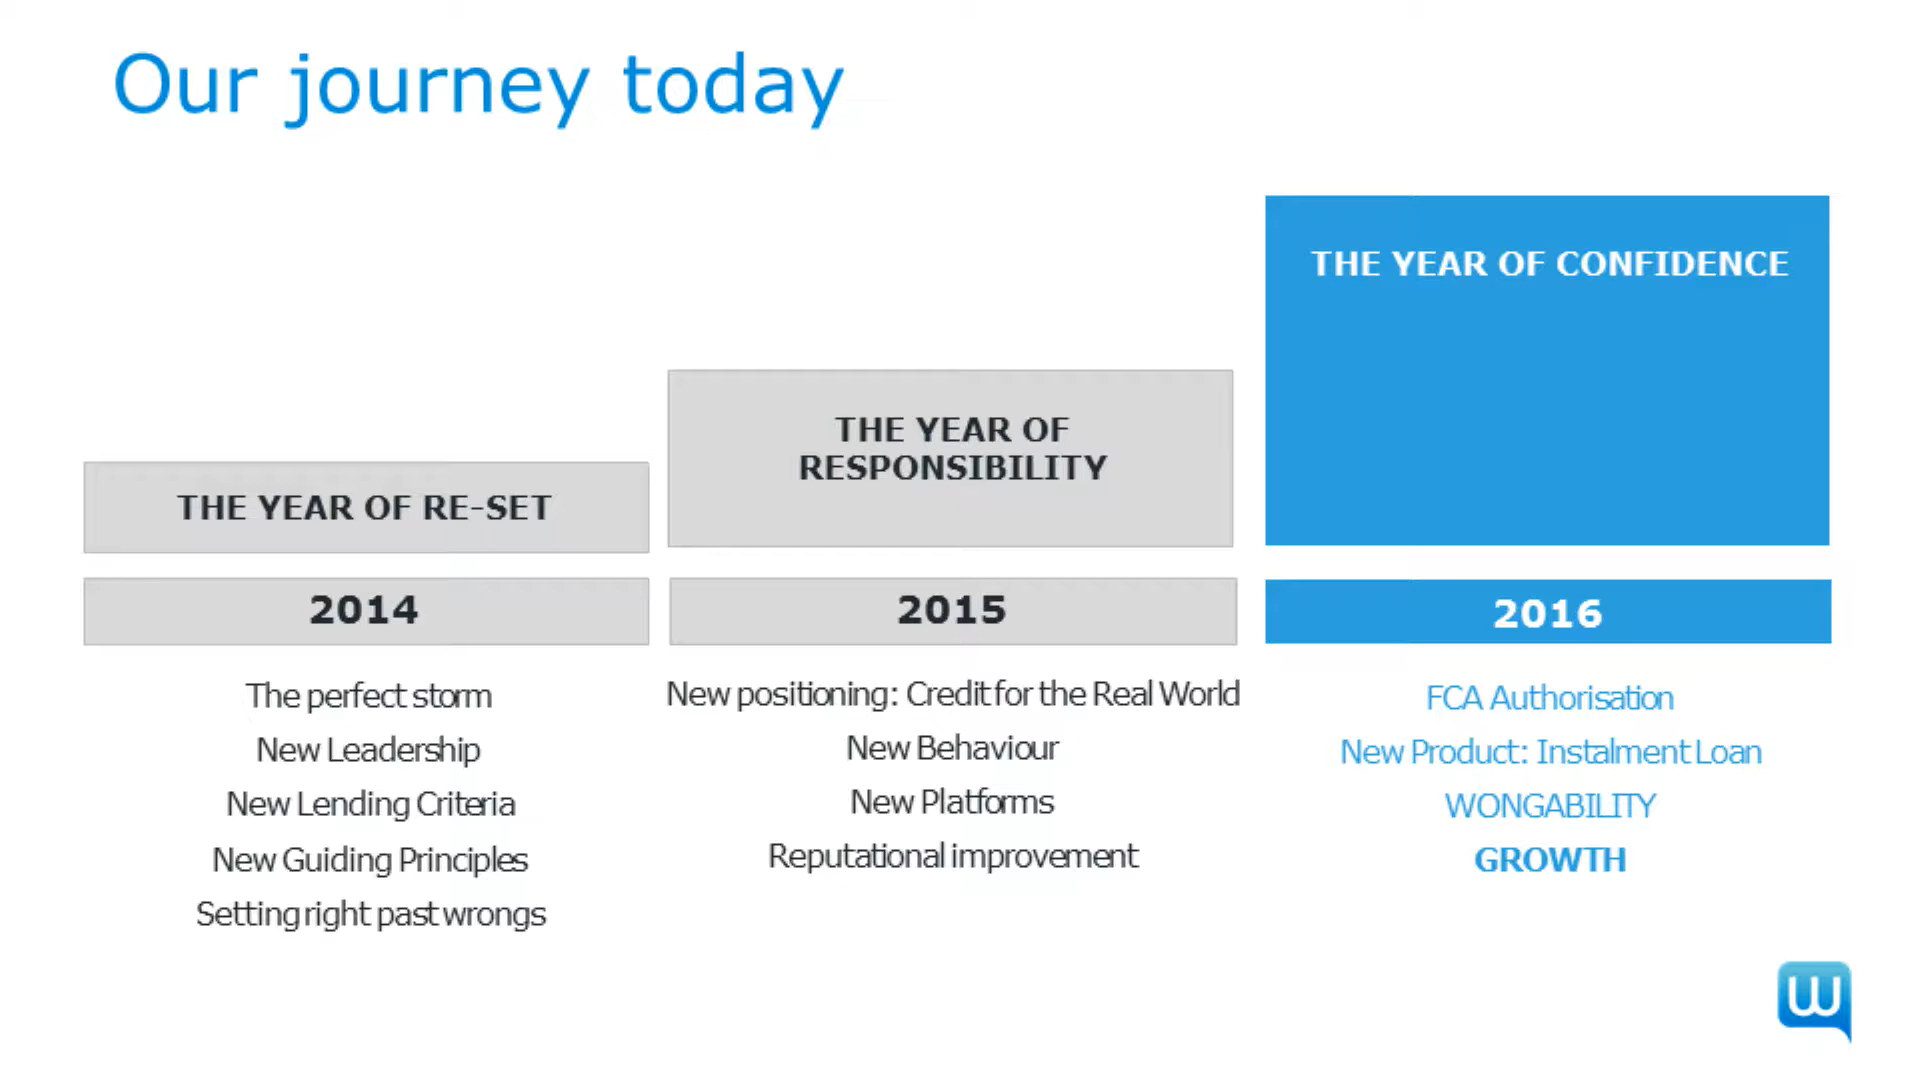 Our journey today
THE YEAR OF CONFIDENCE
THE YEAR OF
RESPONSIBILITY
THE YEAR OF RE-SET
2014
2015
2016
The perfect storm
New Leadership
New Lending Criteria
New Guiding Principles
Setting right past wrongs
New positioning: Credit for the Real World
New Behaviour
New Platforms
Reputational improvement
FCA Authorisation
New Product: Instalment Loan
WONGABILITY
GROWTH
w